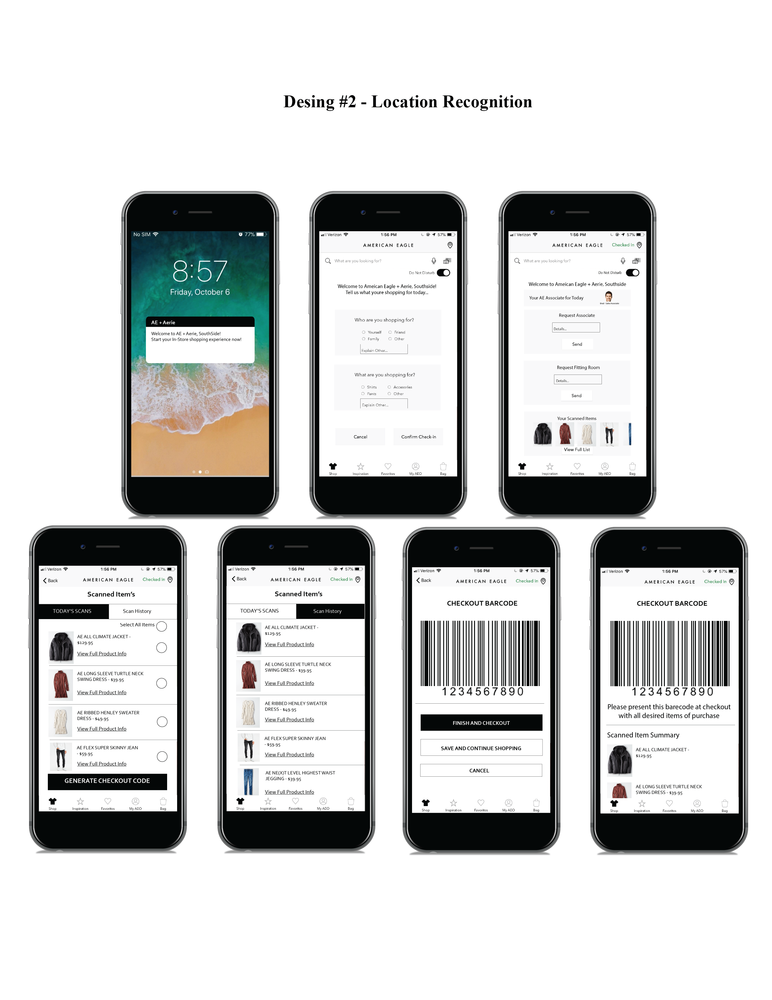 Desing #2 - Location Recognition
No SIM 77%
8:57
Friday, October 6
AE + Aerie
Welcome to AE + Aerie, SouthSide!
Start your In-Store shopping experience now!
Verizon 1:56 PM 57%
AMERICAN EAGLE
What are you looking for?
Do Not Disturb
Welcome to Ameican Eagle + Aerie, Southside!
Tell us what youre shopping for today...
Who are you shopping for?
Yourself Friend
Family Other
Explain Other...
What are you shopping for?
Shirts Accesories
Pants Other
Explain Other...
Cancel Confirm Check-in
Shop Inspiration Favorites My AEO Bag
Verizon 1:56 PM 57%
AMERICAN EAGLE Checked In
What are you looking for?
Do Not Disturb
Welcome to Ameican Eagle + Aerie, Southside
Your AE Associate for Today
Brad - Sales Associate
Request Associate
Details...
Send
Request Fitting Room
Details...
Send
Your Scanned Items
View Full List
Shop Inspiration Favorites My AEO Bag
Verizon 1:56 PM 57%
Back AMERICAN EAGLE Checked In
Scanned Item's
TODAY'S SCANS Scan History
Select All Items
AE ALL CLIMATE JACKET -
$129.95
View Full Product Info
AE LONG SLEEVE TURTLE NECK
SWING DRESS - $39.95
View Full Product Info
AE RIBBED HENLEY SWEATER
DRESS - $49.95
View Full Product Info
AE FLEX SUPER SKINNY JEAN
- $59.95
View Full Product Info
GENERATE CHECKOUT CODE
Shop Inspiration Favorites My AEO Bag
Verizon 1:56 PM 57%
Back AMERICAN EAGLE Checked In
Scanned Item's
TODAY'S SCANS Scan History
AE ALL CLIMATE JACKET -
$129.95
View Full Product Info
AE LONG SLEEVE TURTLE NECK
SWING DRESS - $39.95
View Full Product Info
AE RIBBED HENLEY SWEATER
DRESS - $49.95
View Full Product Info
AE FLEX SUPER SKINNY JEAN
- $59.95
View Full Product Info
AE NE(X)T LEVEL HIGHEST WAIST
JEGGING - $39.95
View Full Product Info
Shop Inspiration Favorites My AEO Bag
Verizon 1:56 PM 57%
Back AMERICAN EAGLE Checked In
CHECKOUT BARCODE
1234567890
FINISH AND CHECKOUT
SAVE AND CONTINUE SHOPPING
CANCEL
Shop Inspiration Favorites My AEO Bag
Verizon 1:56 PM 57%
AMERICAN EAGLE Checked In
CHECKOUT BARCODE
1234567890
Please present this barecode at checkout
with all desired items of purchase
Scanned Item Summary
AE ALL CLIMATE JACKET -
$129.95
AE LONG SLEEVE TURTLE NECK
SWING DRESS - $39.95
Shop Inspiration Favorites My AEO Bag